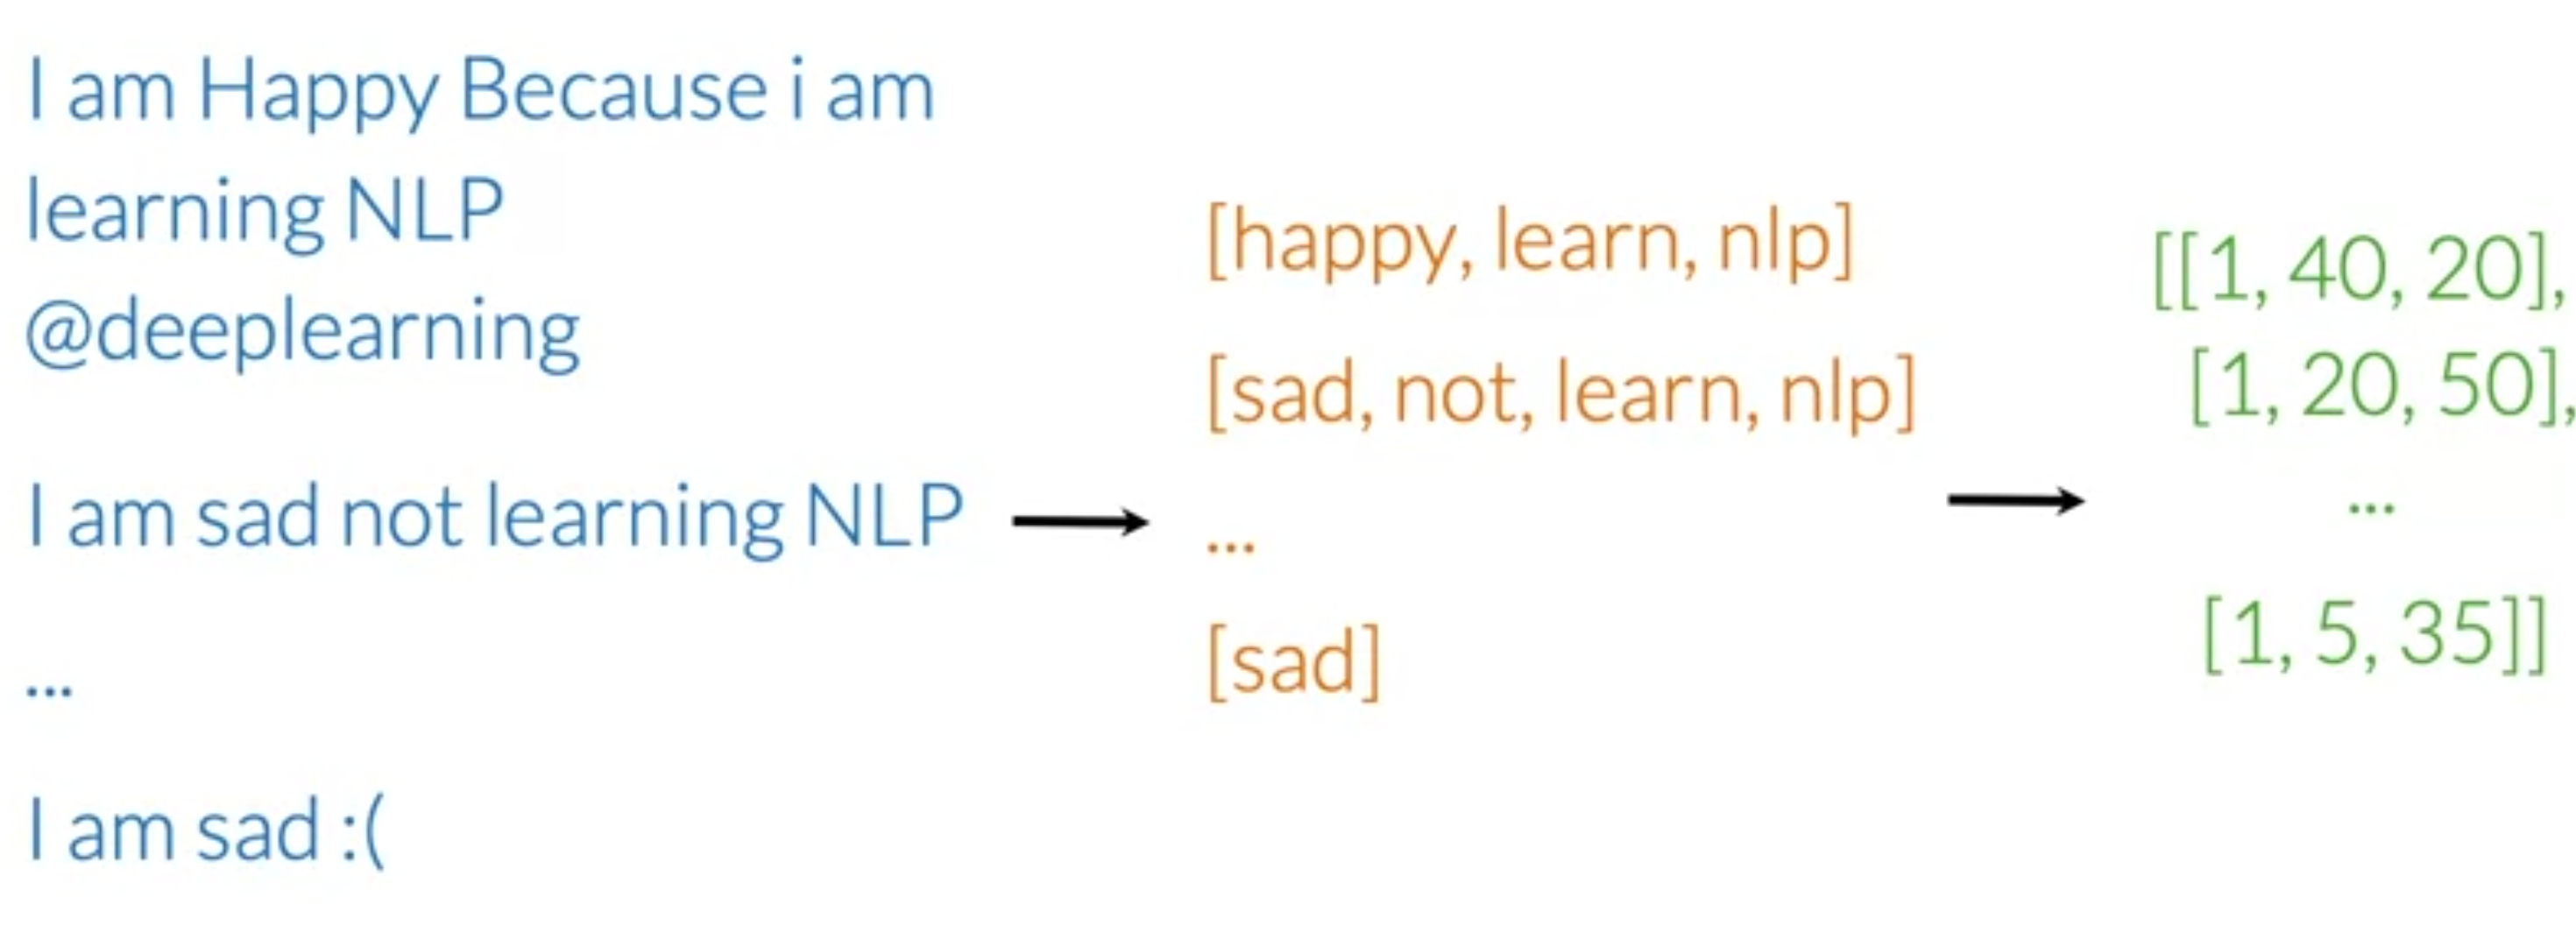 I am Happy Because i am
learning NLP
@deeplearning
I am sad not learning NLP
...
I am sad :(
[happy, learn, nlp]
[sad, not, learn, nlp]
...
[sad]
[[1, 40, 20],
[1, 20, 50],
...
[1, 5, 35]]